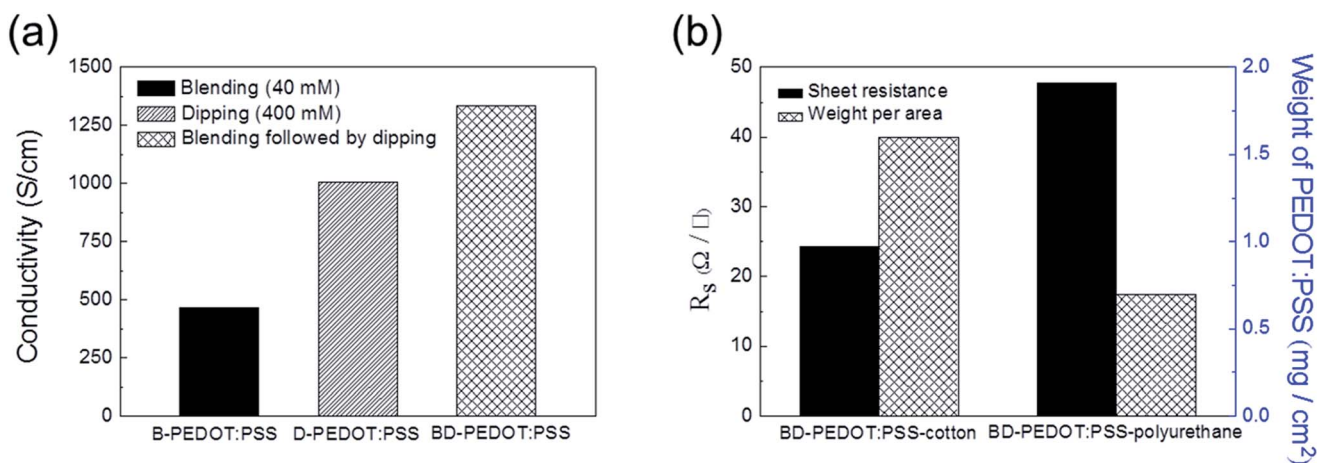 (a)
Conductivity (S/cm)
1500
1250
1000
750
500
250
0
Blending (40 mM)
Dipping (400 mM)
Blending followed by dipping
B-PEDOT:PSS D-PEDOT:PSS BD-PEDOT:PSS
(b)
Rs (Ω / □)
50
40
30
20
10
0
Sheet resistance
Weight per area
BD-PEDOT:PSS-cotton BD-PEDOT:PSS-polyurethane
2.0
1.5
1.0
0.5
0.0
Weight of PEDOT:PSS (mg / cm²)